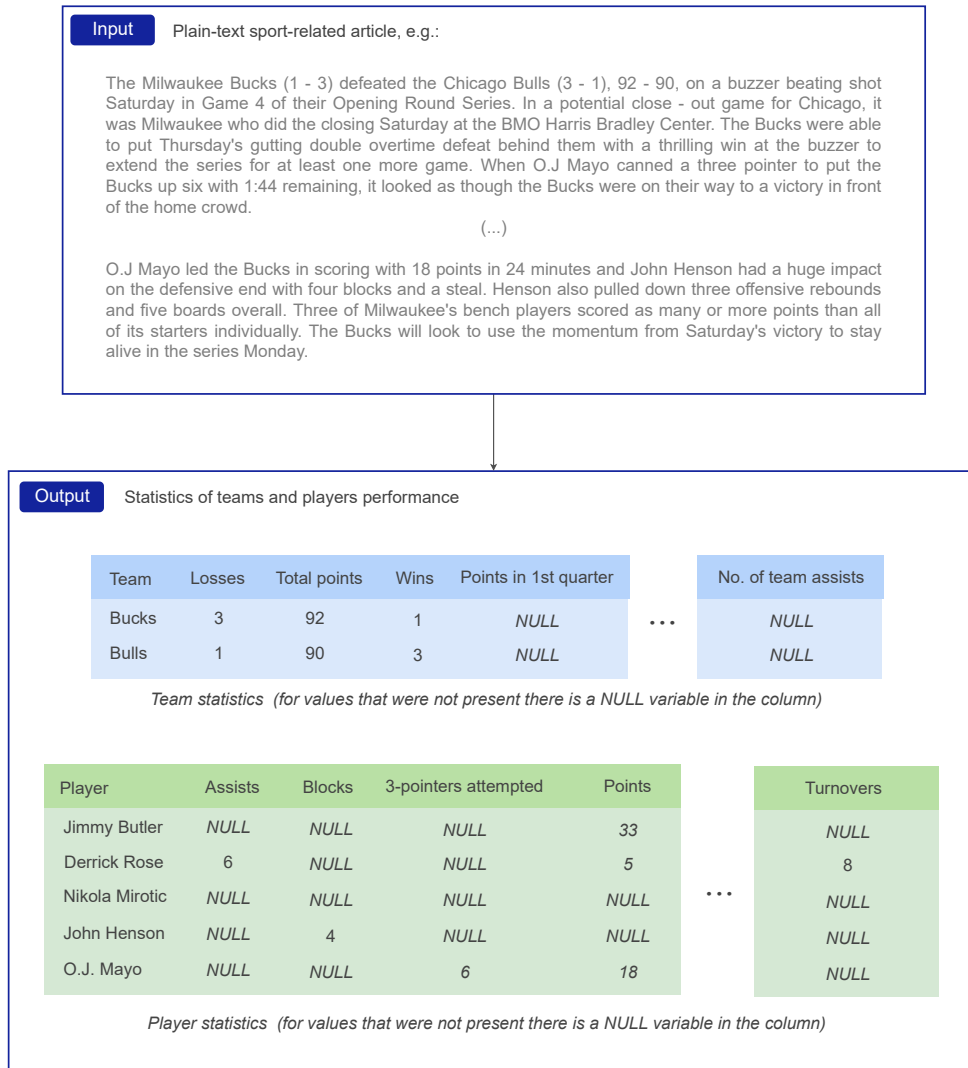 Input Plain-text sport-related article, e.g.:
The Milwaukee Bucks (1 - 3) defeated the Chicago Bulls (3 - 1), 92 - 90, on a buzzer beating shot
Saturday in Game 4 of their Opening Round Series. In a potential close - out game for Chicago, it
was Milwaukee who did the closing Saturday at the BMO Harris Bradley Center. The Bucks were able
to put Thursday's gutting double overtime defeat behind them with a thrilling win at the buzzer to
extend the series for at least one more game. When O.J Mayo canned a three pointer to put the
Bucks up six with 1:44 remaining, it looked as though the Bucks were on their way to a victory in front
of the home crowd.
(...)
O.J Mayo led the Bucks in scoring with 18 points in 24 minutes and John Henson had a huge impact
on the defensive end with four blocks and a steal. Henson also pulled down three offensive rebounds
and five boards overall. Three of Milwaukee's bench players scored as many or more points than all
of its starters individually. The Bucks will look to use the momentum from Saturday's victory to stay
alive in the series Monday.
Output Statistics of teams and players performance
Team Losses Total points Wins Points in 1st quarter No. of team assists
Bucks 3 92 1 NULL ... NULL
Bulls 1 90 3 NULL NULL
Team statistics (for values that were not present there is a NULL variable in the column)
Player Assists Blocks 3-pointers attempted Points Turnovers
Jimmy Butler NULL NULL NULL 33 NULL
Derrick Rose 6 NULL NULL 5 8
Nikola Mirotic NULL NULL NULL NULL ... NULL
John Henson NULL 4 NULL NULL NULL
O.J. Mayo NULL NULL 6 18 NULL
Player statistics (for values that were not present there is a NULL variable in the column)